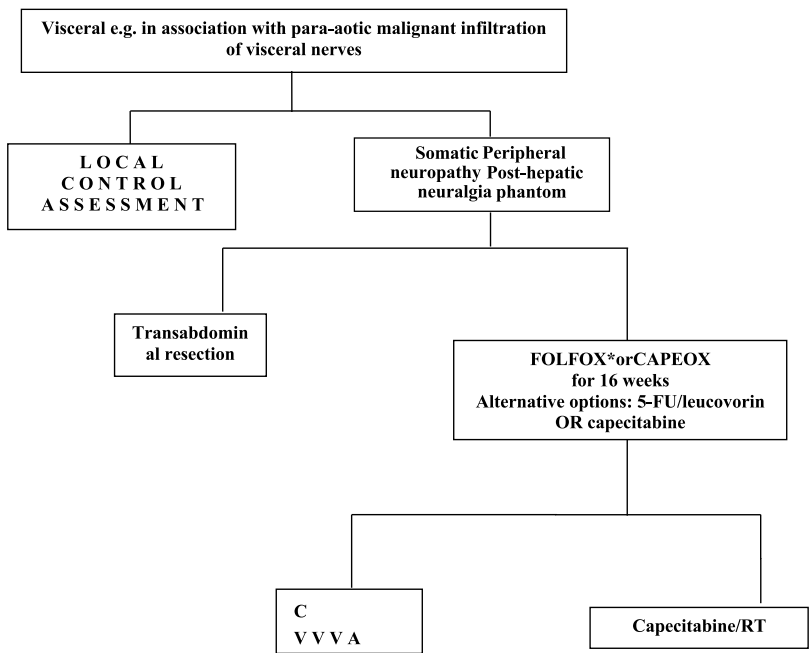 Visceral e.g. in association with para-aotic malignant infiltration
of visceral nerves
L O C A L
C O N T R O L
A S S E S S M E N T
Somatic Peripheral
neuropathy Post-hepatic
neuralgia phantom
Transabdomin
al resection
FOLFOX*orCAPEOX
for 16 weeks
Alternative options: 5-FU/leucovorin
OR capecitabine
C
V V V A
Capecitabine/RT